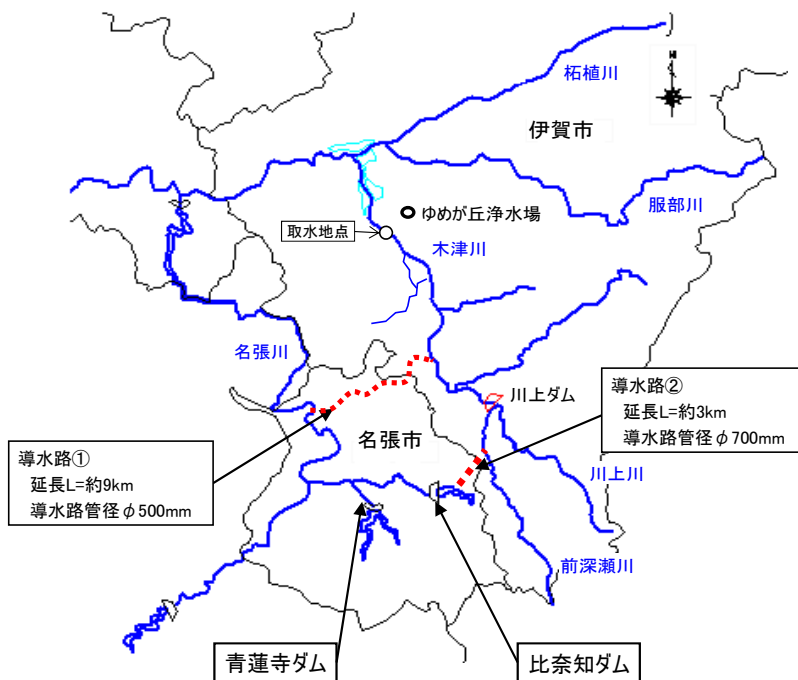 柘植川
N
伊賀市
服部川
ゆめが丘浄水場
取水地点
木津川
名張川
川上ダム
導水路②
延長L=約3km
導水路管径φ700mm
名張市
導水路①
延長L=約9km
導水路管径φ500mm
川上川
前深瀬川
青蓮寺ダム
比奈知ダム